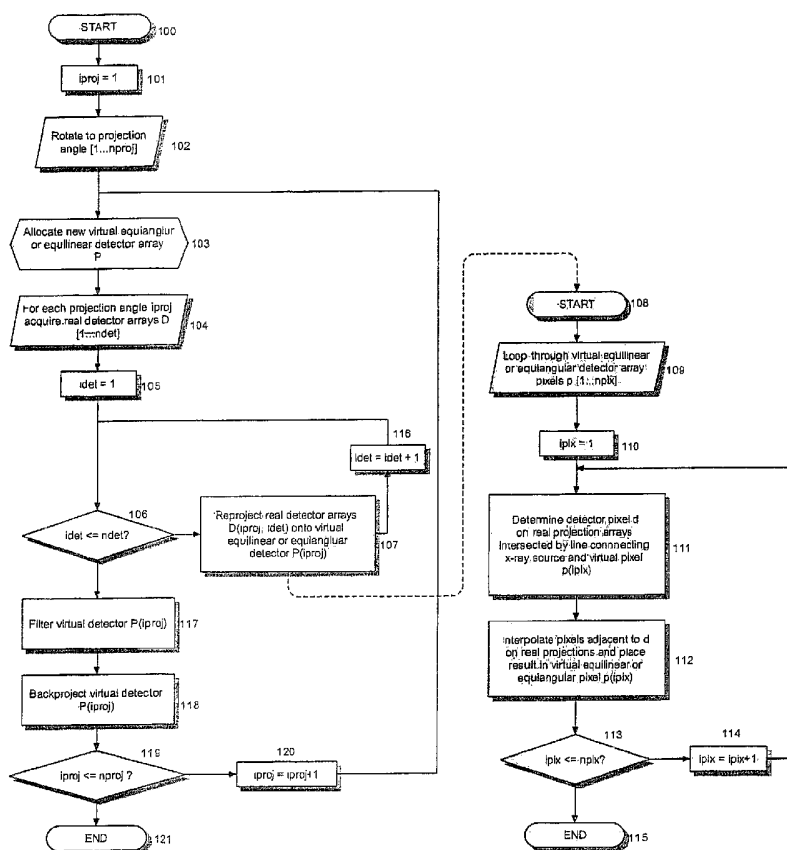 START
100
iproj = 1
101
Rotate to projection
angle [1...nproj]
102
Allocate new virtual equianglur
or equilinear detector array
P
103
For each projection angle iproj
acquire real detector arrays D
[1...ndet]
104
idet = 1
105
116
idet = idet + 1
106
idet <= ndet?
Reproject real detector arrays
D(iproj, idet) onto virtual
equilinear or equiangluar
detector P(iproj)
107
Filter virtual detector P(iproj)
117
Backproject virtual detector
P(iproj)
118
119
iproj <= nproj ?
120
iproj = iproj+1
END
121
START
108
Loop through virtual equilinear
or equiangular detector array
pixels p [1...npix]
109
ipix = 1
110
Determine detector pixel d
on real projection arrays
intersected by line connecting
x-ray source and virtual pixel
p(ipix)
111
Interpolate pixels adjacent to d
on real projections and place
result in virtual equilinear or
equiangular pixel p(ipix)
112
113
ipix <= npix?
114
ipix = ipix+1
END
115